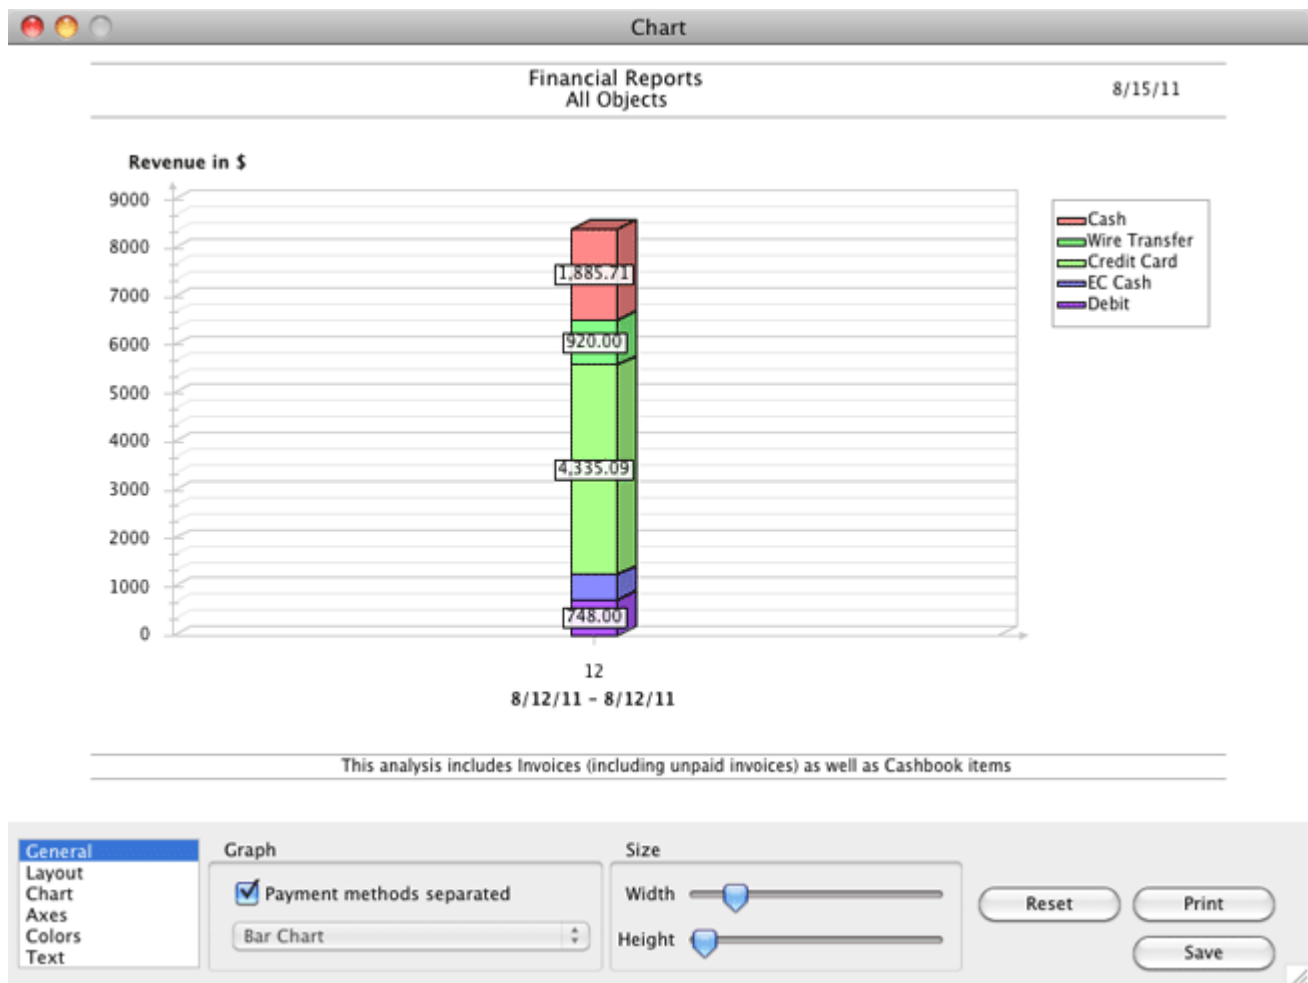 Chart
Financial Reports
All Objects
8/15/11
Revenue in $
9000
8000
7000
6000
5000
4000
3000
2000
1000
0
1,885.71
920.00
4,335.09
748.00
12
8/12/11 - 8/12/11
Cash
Wire Transfer
Credit Card
EC Cash
Debit
This analysis includes Invoices (including unpaid invoices) as well as Cashbook items
General
Layout
Chart
Axes
Colors
Text
Graph
Payment methods separated
Bar Chart
Size
Width
Height
Reset
Print
Save